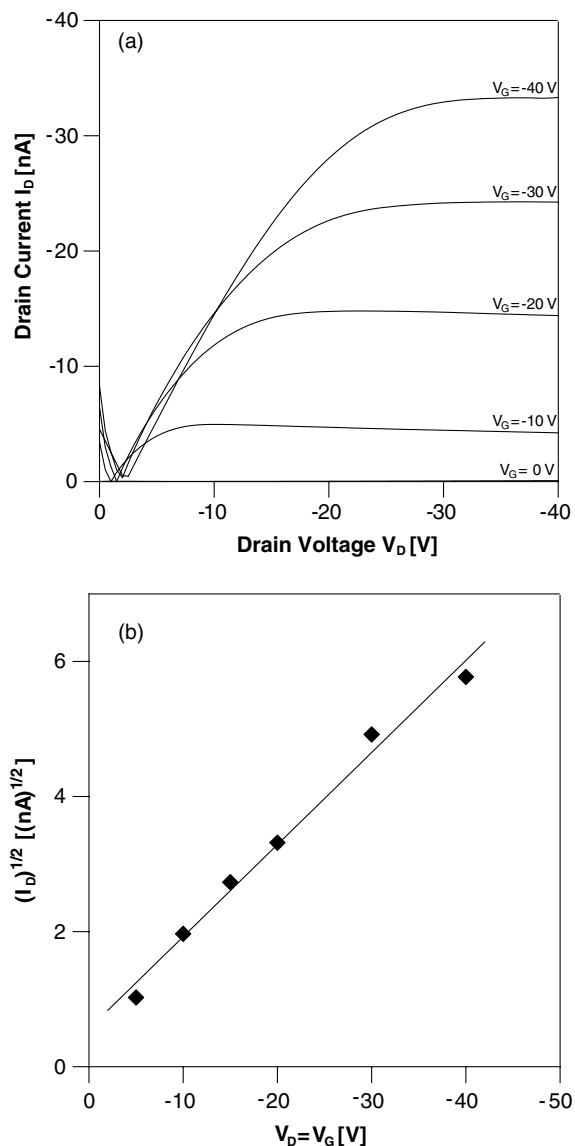 (a)
Drain Current I_D [nA]
-40
-30
-20
-10
0
V_G=-40 V
V_G=-30 V
V_G=-20 V
V_G=-10 V
V_G= 0 V
0 -10 -20 -30 -40
Drain Voltage V_D [V]
(b)
(I_D)^1/2 [(nA)^1/2]
6
4
2
0
0 -10 -20 -30 -40 -50
V_D=V_G [V]